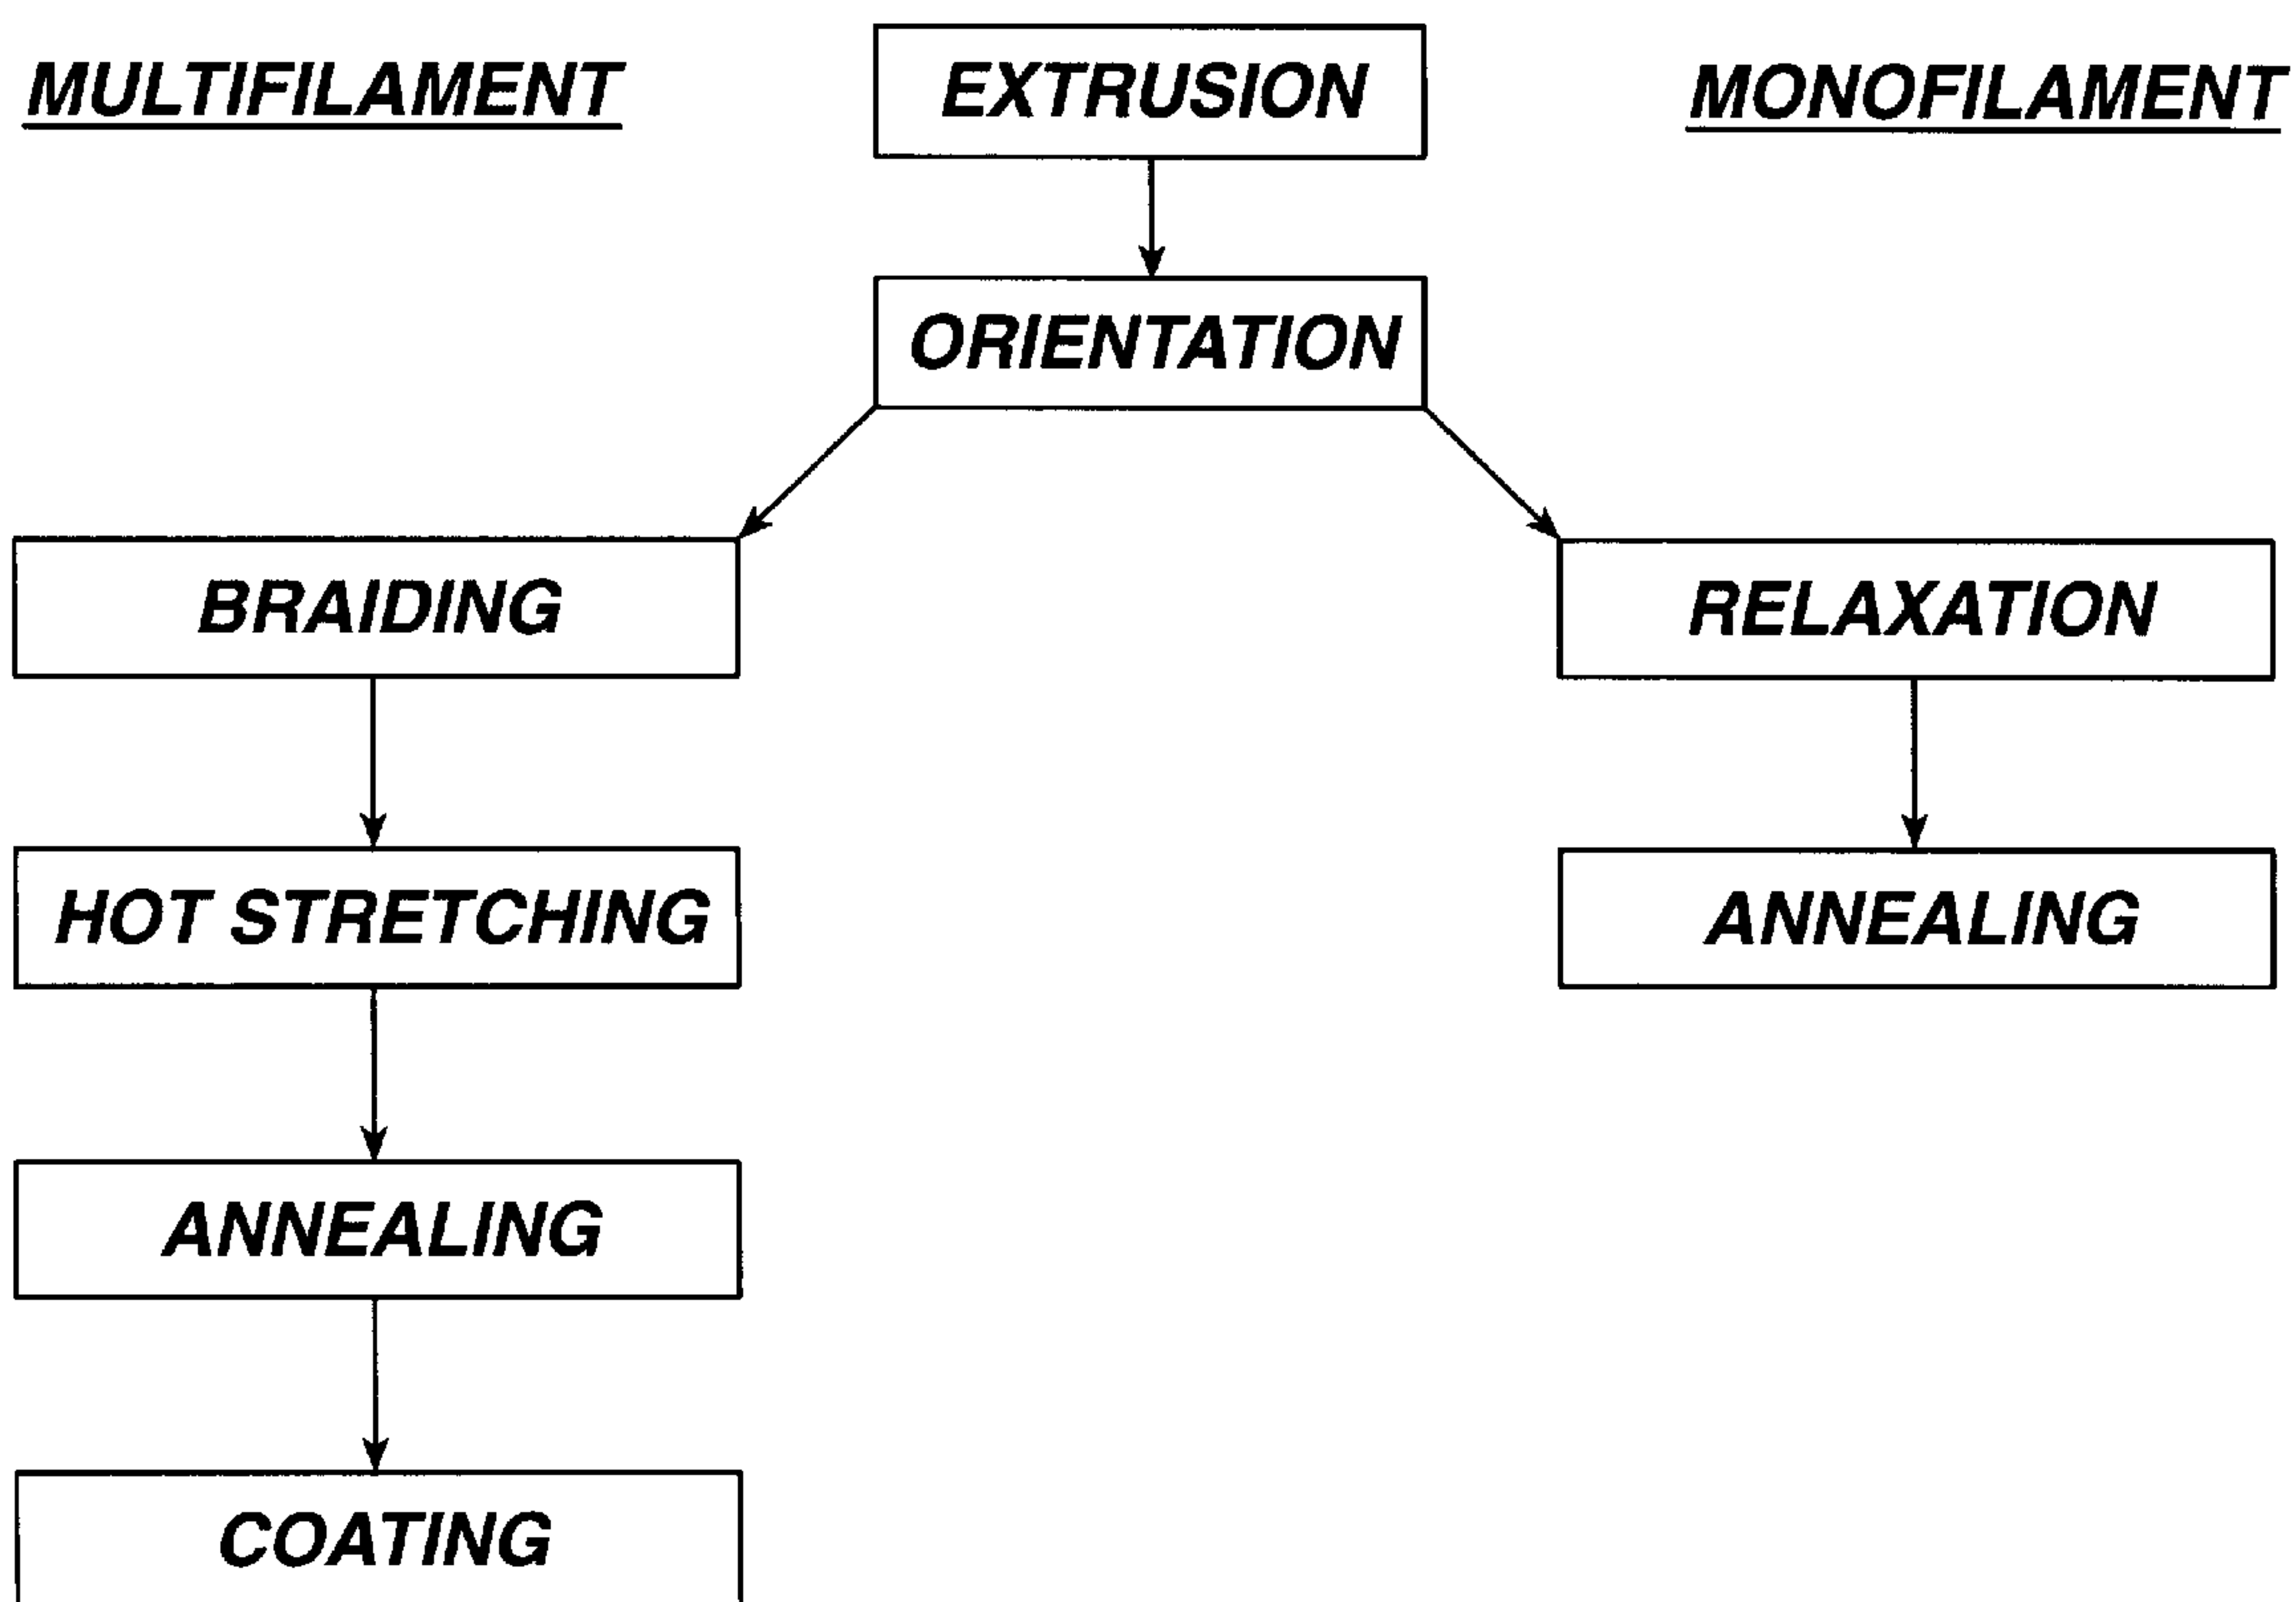 MULTIFILAMENT
EXTRUSION
MONOFILAMENT
ORIENTATION
BRAIDING
RELAXATION
HOT STRETCHING
ANNEALING
ANNEALING
COATING